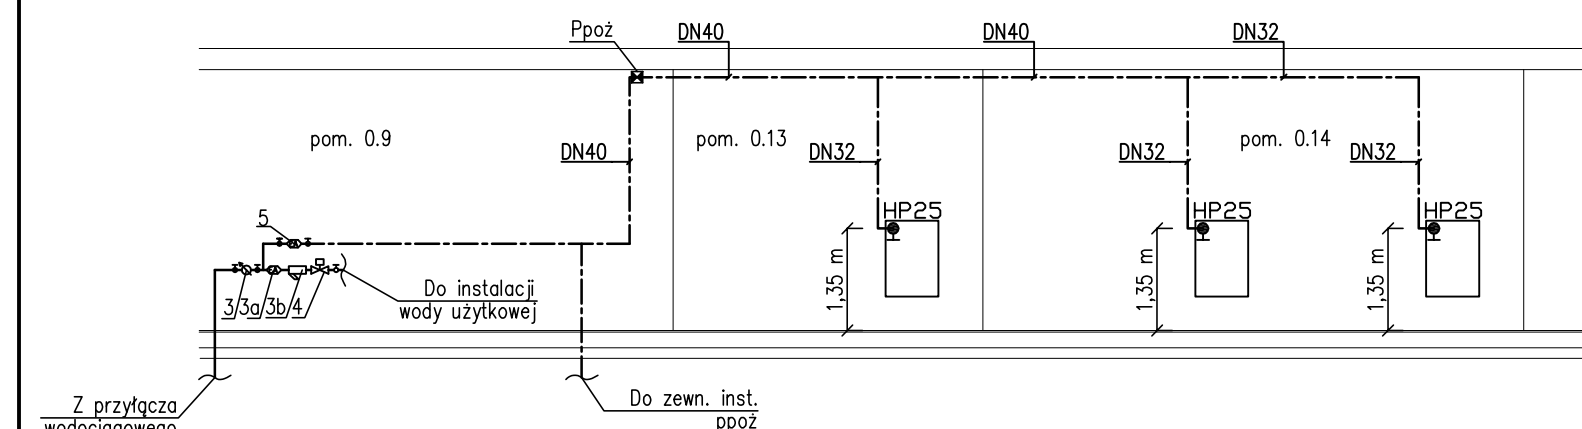 Ppoż
DN40
DN40
DN32
pom. 0.9
pom. 0.13
pom. 0.14
DN40
DN32
DN32
DN32
HP25
HP25
HP25
5
1,35 m
1,35 m
1,35 m
3
3a
3b
4
Do instalacji
wody użytkowej
Z przyłącza
wodociągowego
Do zewn. inst.
ppoż